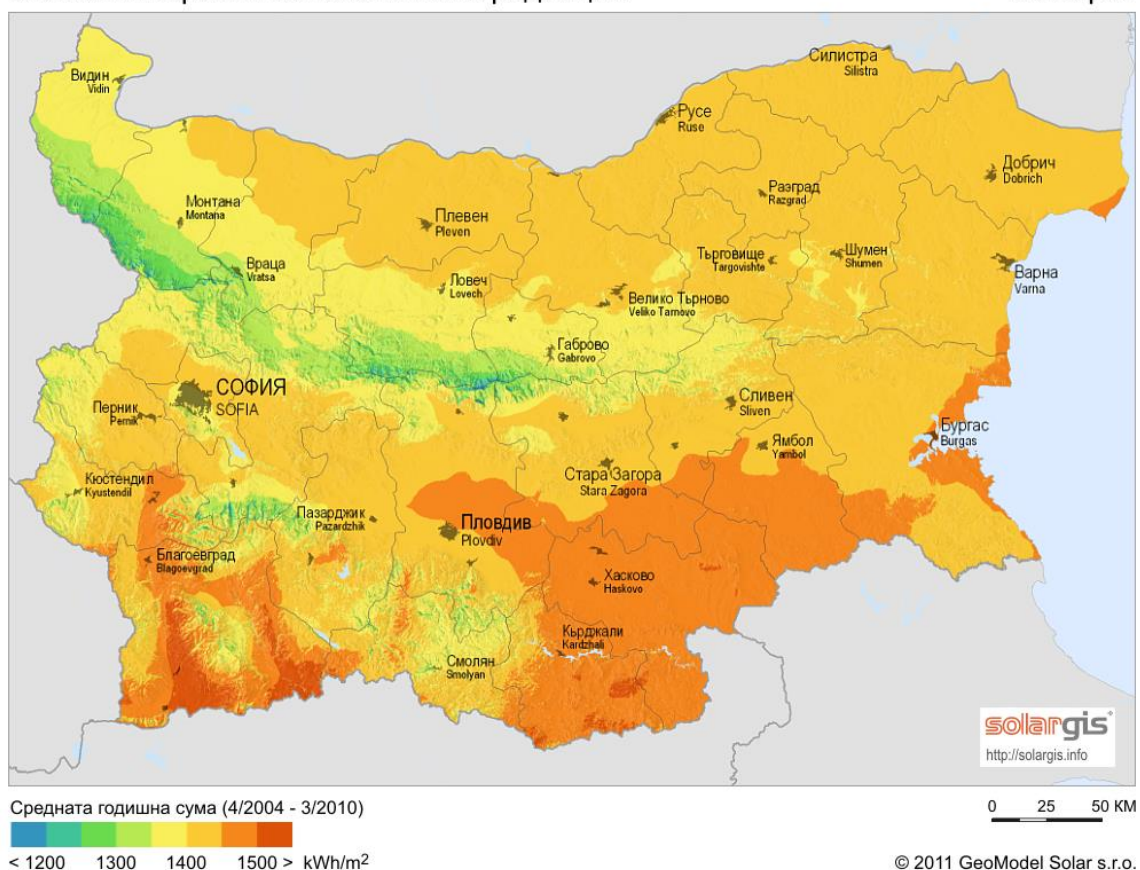 Видин
Vidin
Силистра
Silistra
Русе
Ruse
Добрич
Dobrich
Монтана
Montana
Плевен
Pleven
Разград
Razgrad
Враца
Vratsa
Ловеч
Lovech
Търговище
Targovishte
Шумен
Shumen
Варна
Varna
Велико Търново
Veliko Tarnovo
Габрово
Gabrovo
СОФИЯ
SOFIA
Перник
Pernik
Сливен
Sliven
Бургас
Burgas
Ямбол
Yambol
Кюстендил
Kyustendil
Стара Загора
Stara Zagora
Пазарджик
Pazardzhik
Пловдив
Plovdiv
Благоевград
Blagoevgrad
Хасково
Haskovo
Кърджали
Kardzhali
Смолян
Smolyan
solargis
http://solargis.info
Средната годишна сума (4/2004 - 3/2010)
0 25 50 КМ
< 1200 1300 1400 1500 > kWh/m²
© 2011 GeoModel Solar s.r.o.